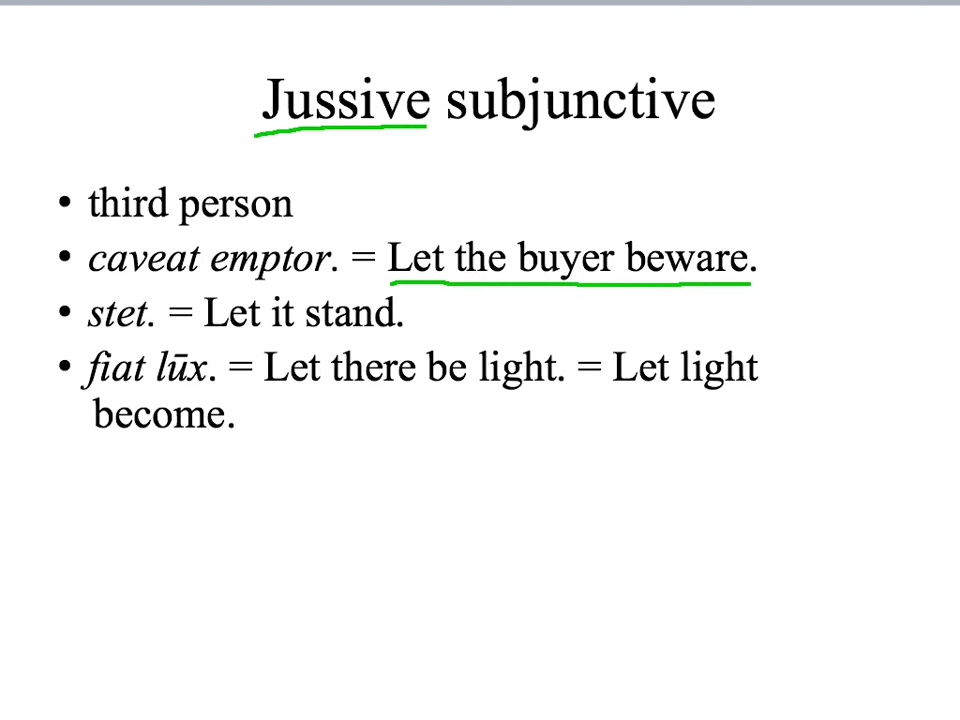 Jussive subjunctive
• third person
• caveat emptor. = Let the buyer beware.
• stet. = Let it stand.
• fiat lūx. = Let there be light. = Let light
become.